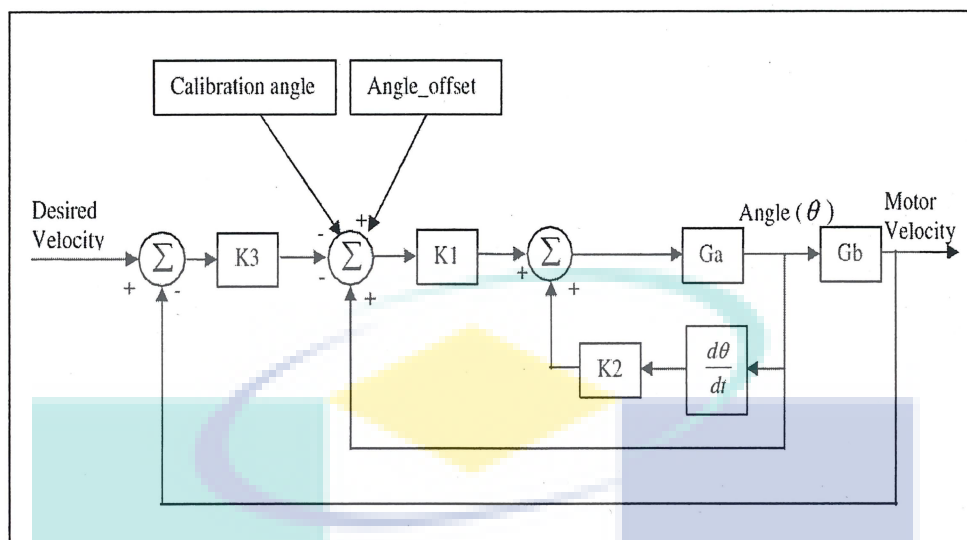 Calibration angle
Angle_offset
Desired
Velocity
Angle (θ)
Motor
Velocity
+
-
Σ
K3
-
+
-
Σ
+
K1
+
Σ
+
Ga
Gb
K2
dθ
dt